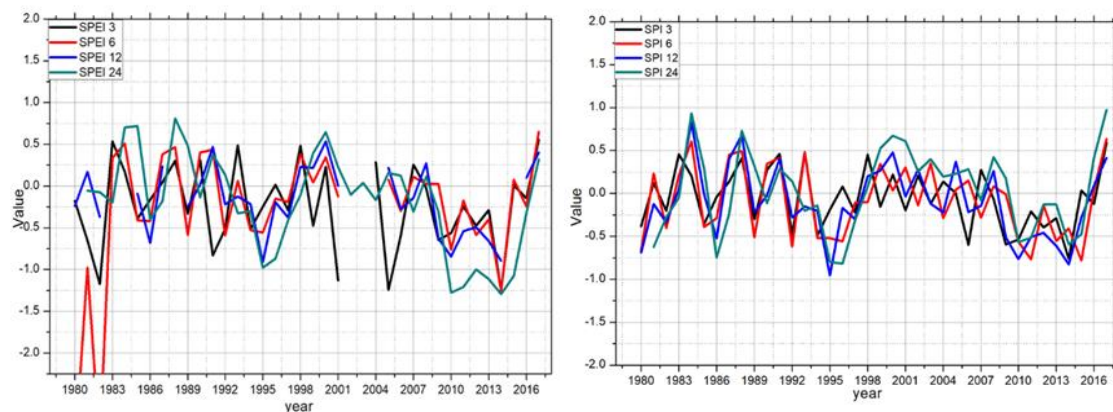 2.0
1.5
1.0
0.5
0.0
-0.5
-1.0
-1.5
-2.0
Value
SPEI 3
SPEI 6
SPEI 12
SPEI 24
1980 1983 1986 1989 1992 1995 1998 2001 2004 2007 2010 2013 2016
year
2.0
1.5
1.0
0.5
0.0
-0.5
-1.0
-1.5
-2.0
Value
SPI 3
SPI 6
SPI 12
SPI 24
1980 1983 1986 1989 1992 1995 1998 2001 2004 2007 2010 2013 2016
year